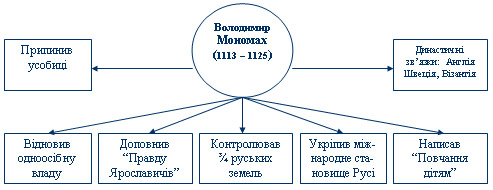 Володимир
Мономах
(1113 – 1125)
Припинив
усобиці
Династичні
зв’язки: Англія
Швеція, Візантія
Відновив
одноосібну
владу
Доповнив
“Правду
Ярославичів”
Контролював
¾ руських
земель
Укріпив між-
народне ста-
новище Русі
Написав
“Повчання
дітям”